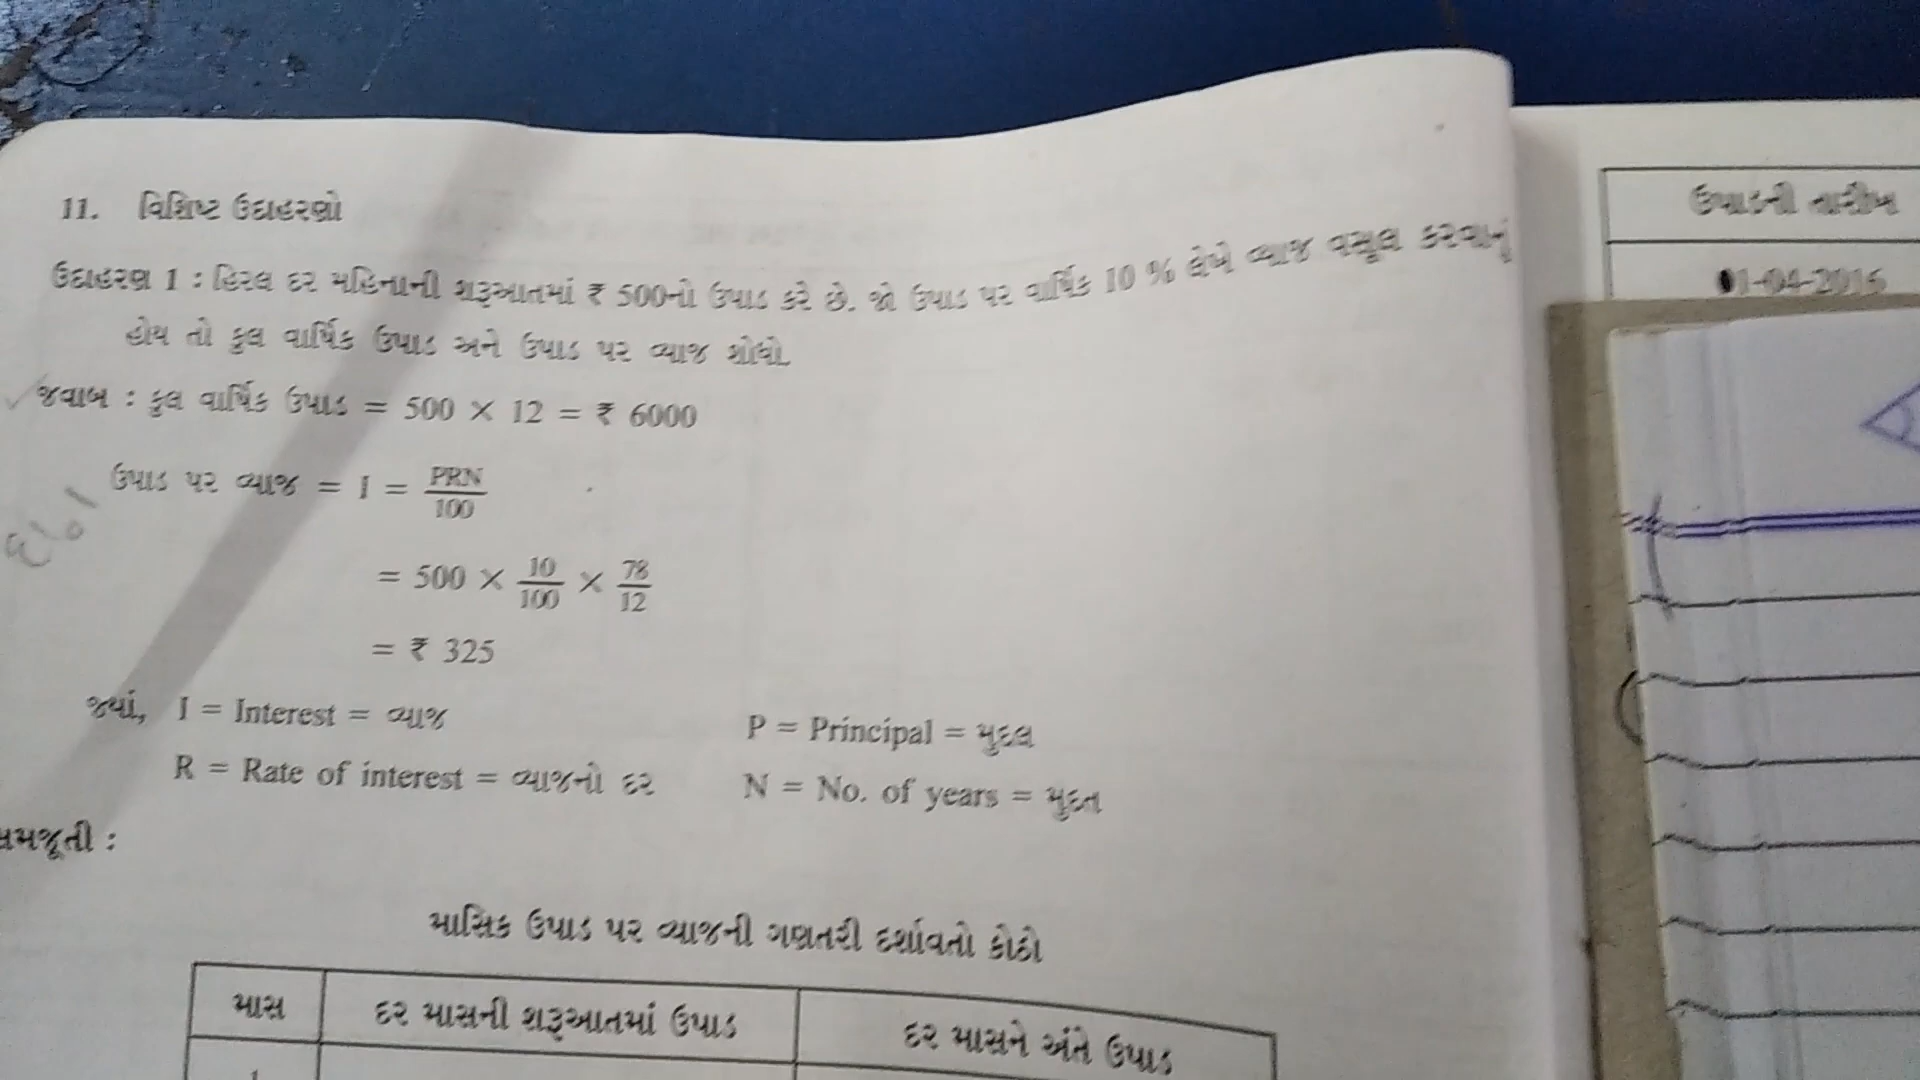 11. વિશિષ્ટ ઉદાહરણો
ઉદાહરણ 1 : હિરલ દર મહિનાની શરૂઆતમાં ₹ 500નો ઉપાડ કરે છે. જો ઉપાડ પર વાર્ષિક 10 % લેખે વ્યાજ વસૂલ કરવાનું
હોય તો કુલ વાર્ષિક ઉપાડ અને ઉપાડ પર વ્યાજ શોધો.
જવાબ : કુલ વાર્ષિક ઉપાડ = 500 × 12 = ₹ 6000
ઉપાડ પર વ્યાજ = I = PRN/100
= 500 × 10/100 × 78/12
= ₹ 325
જ્યાં, I = Interest = વ્યાજ
P = Principal = મુદ્દલ
R = Rate of interest = વ્યાજનો દર
N = No. of years = મુદ્દત
સમજૂતી :
માસિક ઉપાડ પર વ્યાજની ગણતરી દર્શાવતો કોઠો
માસ
દર માસની શરૂઆતમાં ઉપાડ
દર માસને અંતે ઉપાડ
ઉપાડની તારીખ
01-04-2016